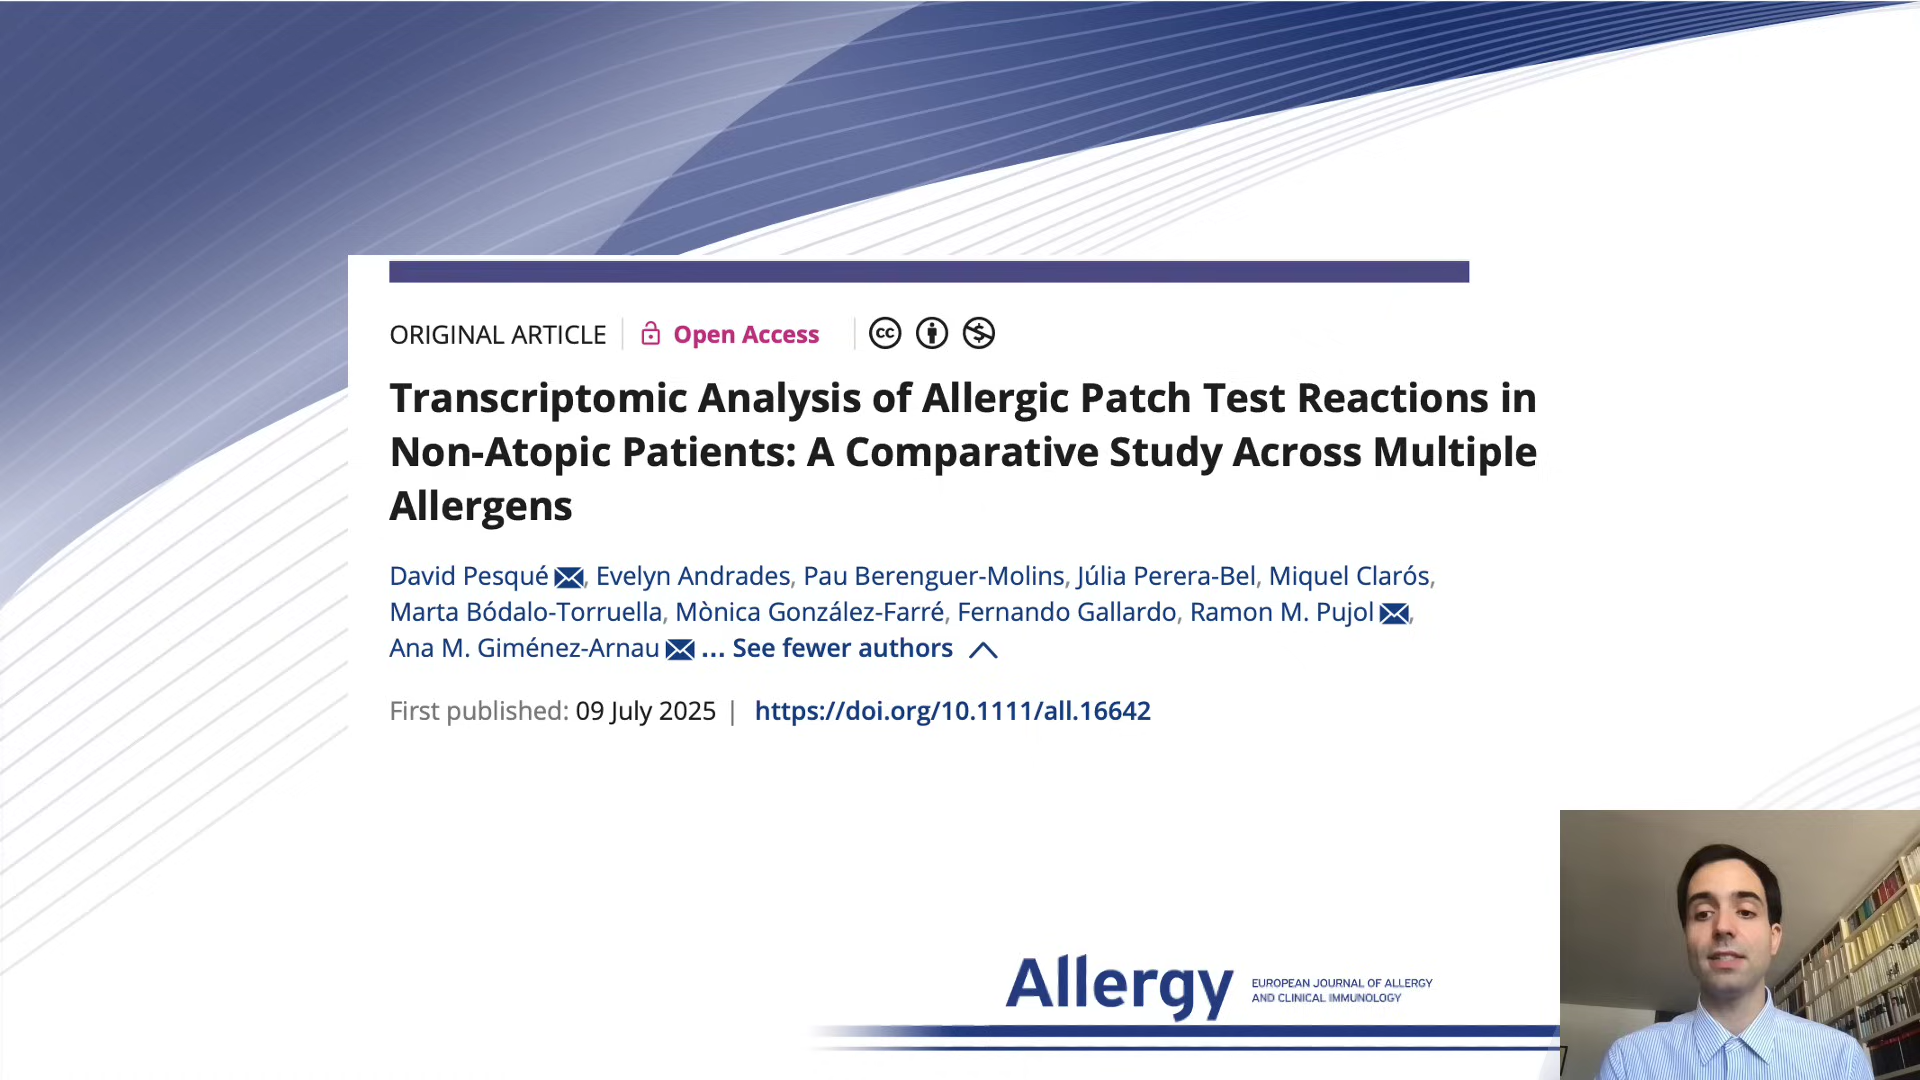 ORIGINAL ARTICLE Open Access
Transcriptomic Analysis of Allergic Patch Test Reactions in
Non-Atopic Patients: A Comparative Study Across Multiple
Allergens
David Pesqué, Evelyn Andrades, Pau Berenguer-Molins, Júlia Perera-Bel, Miquel Clarós,
Marta Bódalo-Torruella, Mònica González-Farré, Fernando Gallardo, Ramon M. Pujol,
Ana M. Giménez-Arnau ... See fewer authors
First published: 09 July 2025 | https://doi.org/10.1111/all.16642
Allergy
EUROPEAN JOURNAL OF ALLERGY
AND CLINICAL IMMUNOLOGY